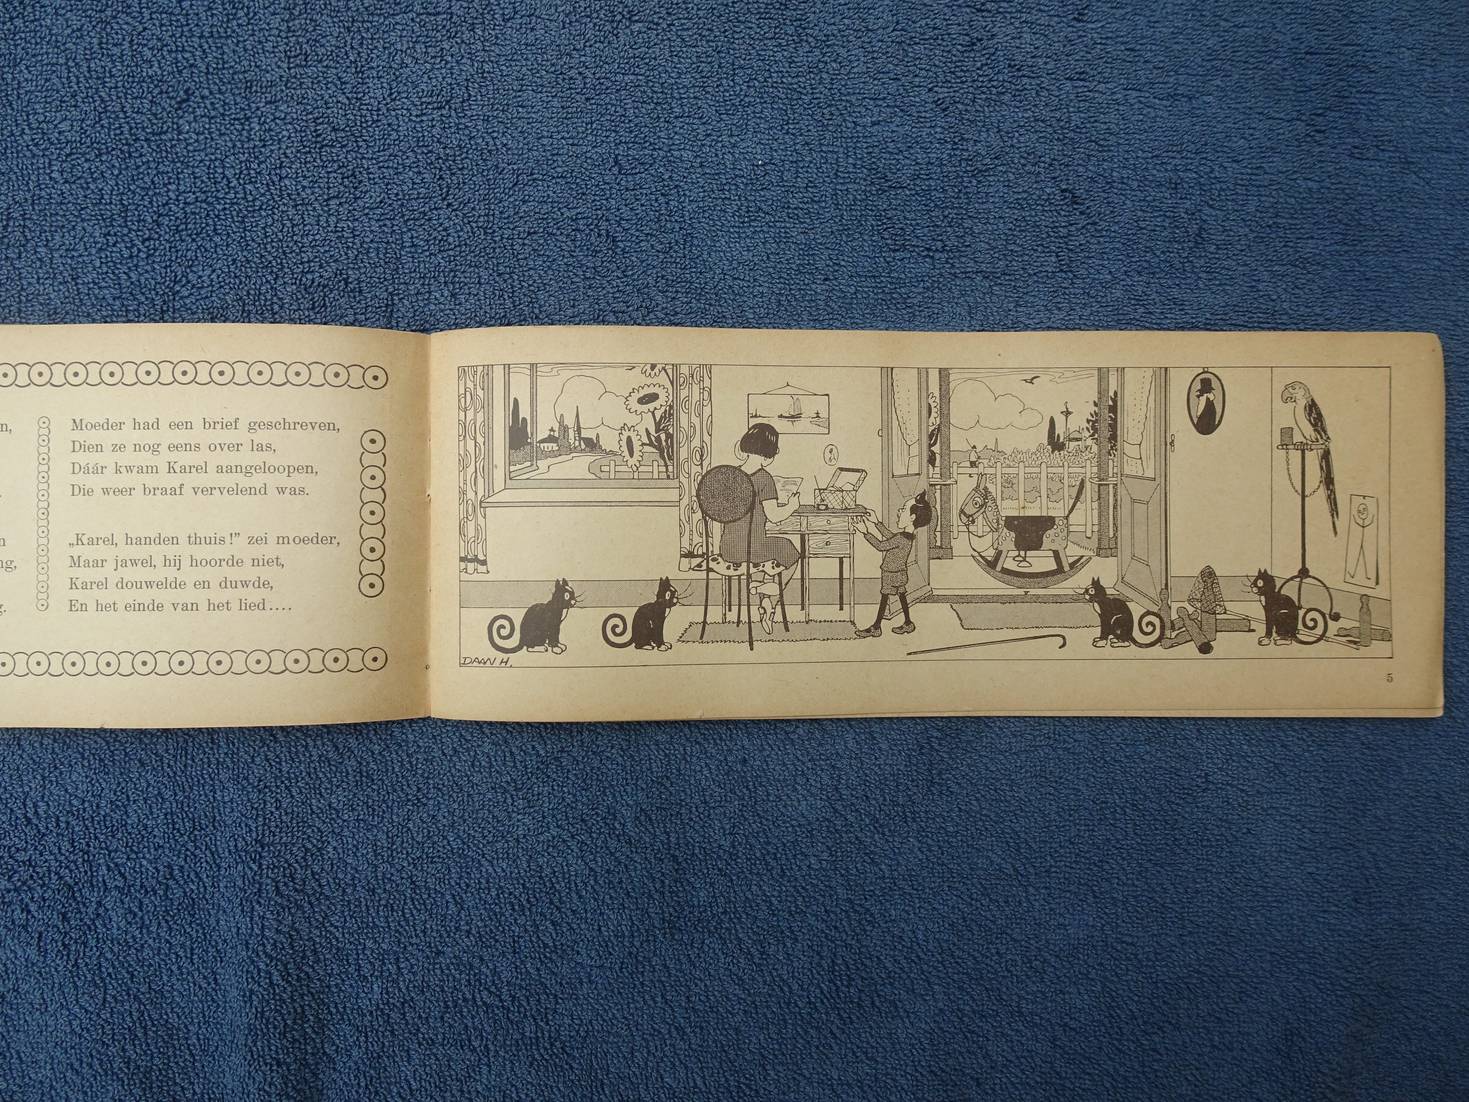 n,
Moeder had een brief geschreven,
Dien ze nog eens over las,
Dáár kwam Karel aangeloopen,
Die weer braaf vervelend was.
n
„Karel, handen thuis!” zei moeder,
ng,
Maar jawel, hij hoorde niet,
Karel douwelde en duwde,
g.
En het einde van het lied....
DAAN H.
5